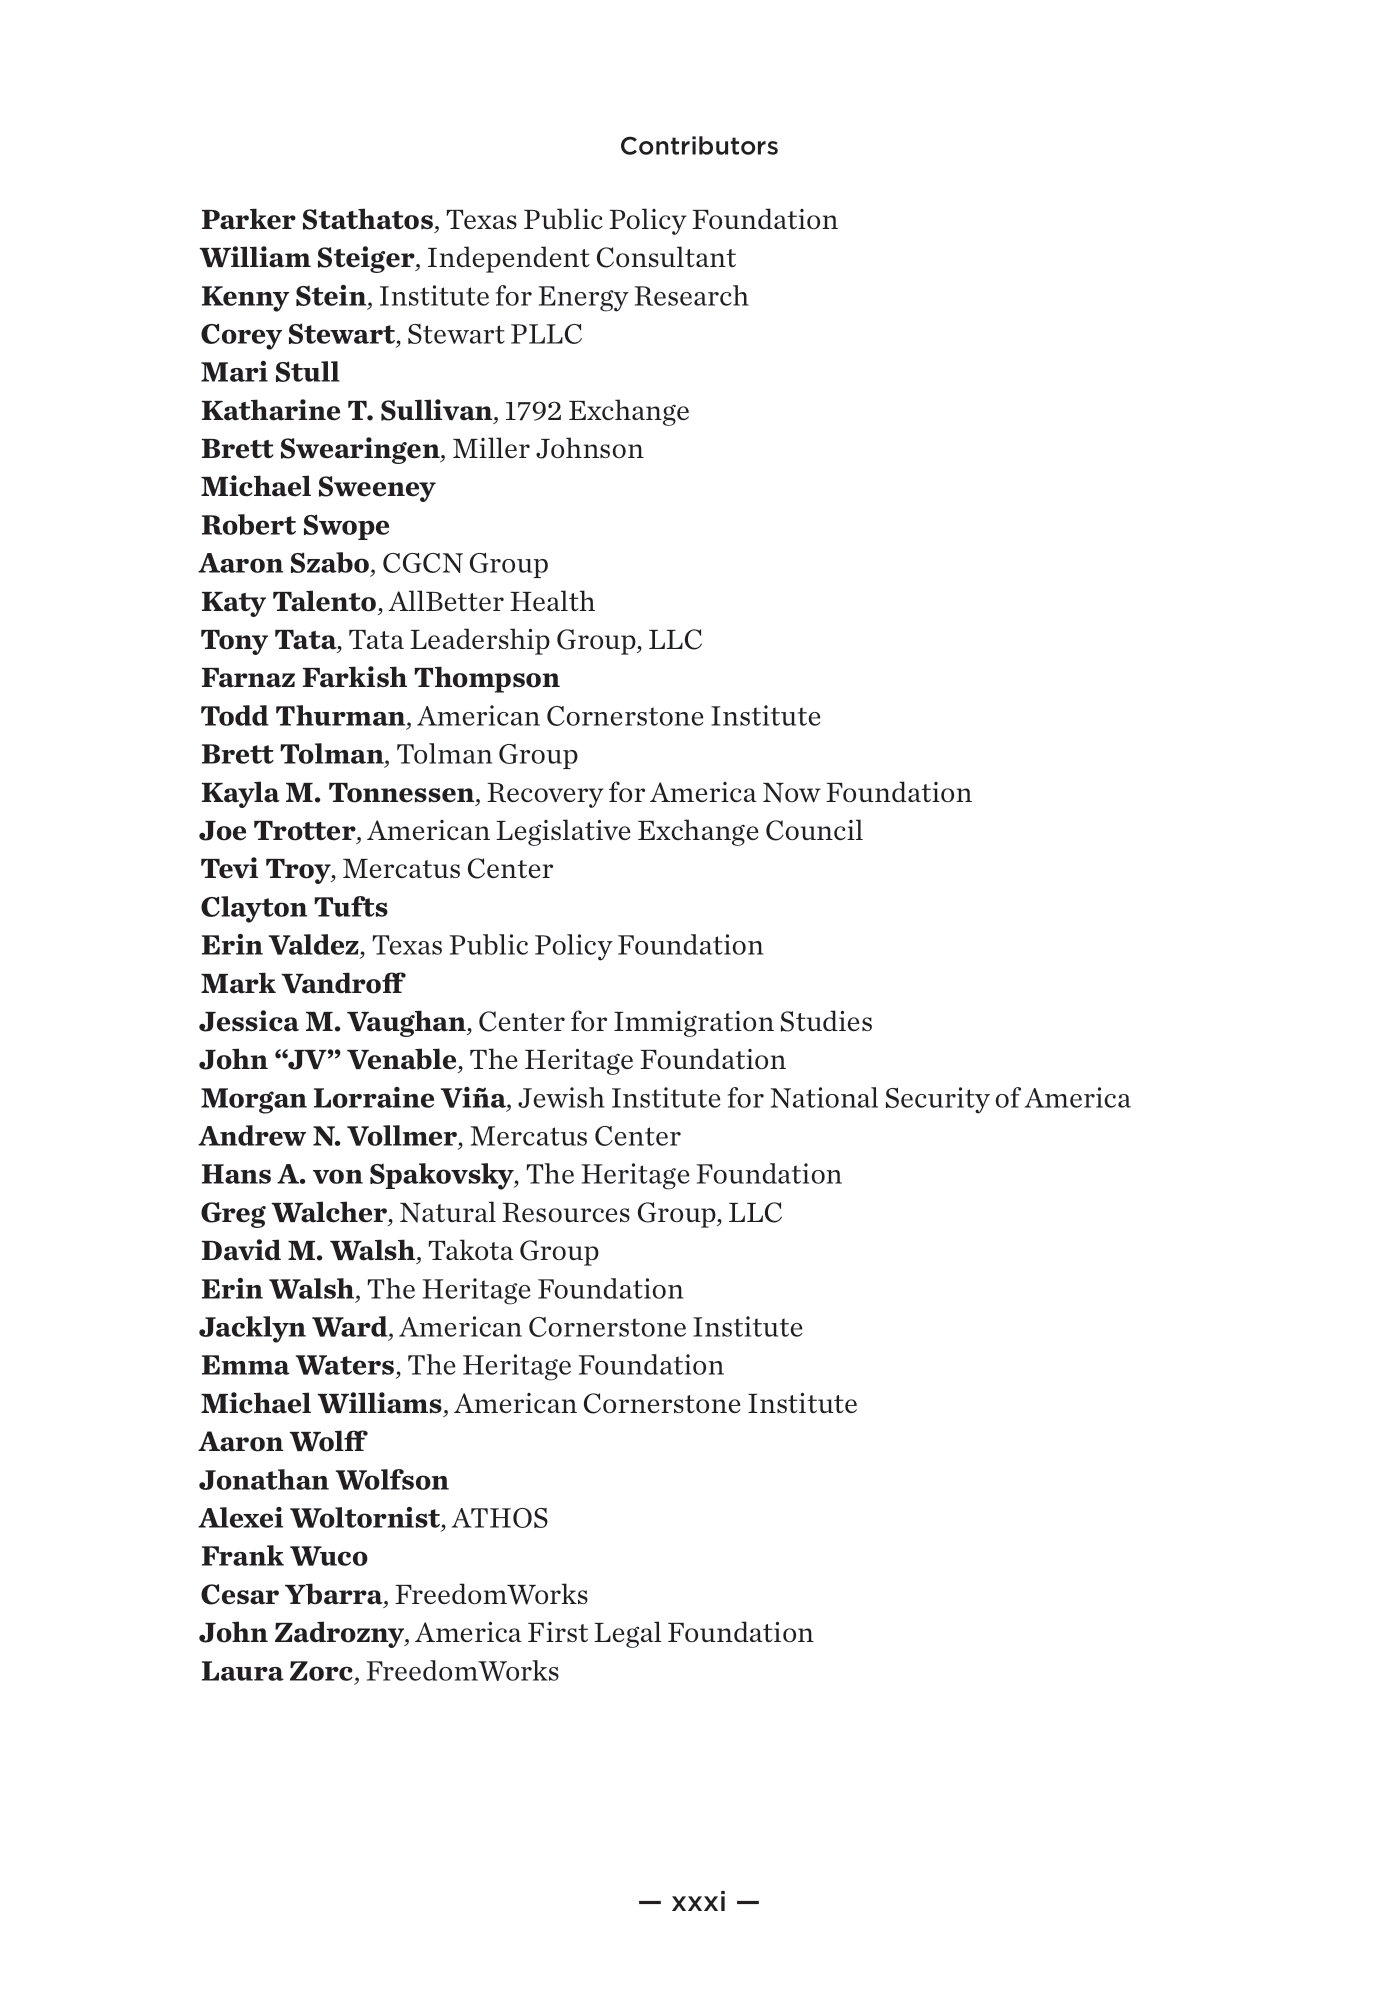 Contributors
Parker Stathatos, Texas Public Policy Foundation
William Steiger, Independent Consultant
Kenny Stein, Institute for Energy Research
Corey Stewart, Stewart PLLC
Mari Stull
Katharine T. Sullivan, 1792 Exchange
Brett Swearingen, Miller Johnson
Michael Sweeney
Robert Swope
Aaron Szabo, CGCN Group
Katy Talento, AllBetter Health
Tony Tata, Tata Leadership Group, LLC
Farnaz Farkish Thompson
Todd Thurman, American Cornerstone Institute
Brett Tolman, Tolman Group
Kayla M. Tonnessen, Recovery for America Now Foundation
Joe Trotter, American Legislative Exchange Council
Tevi Troy, Mercatus Center
Clayton Tufts
Erin Valdez, Texas Public Policy Foundation
Mark Vandroff
Jessica M. Vaughan, Center for Immigration Studies
John “JV” Venable, The Heritage Foundation
Morgan Lorraine Viña, Jewish Institute for National Security of America
Andrew N. Vollmer, Mercatus Center
Hans A. von Spakovsky, The Heritage Foundation
Greg Walcher, Natural Resources Group, LLC
David M. Walsh, Takota Group
Erin Walsh, The Heritage Foundation
Jacklyn Ward, American Cornerstone Institute
Emma Waters, The Heritage Foundation
Michael Williams, American Cornerstone Institute
Aaron Wolff
Jonathan Wolfson
Alexei Woltornist, ATHOS
Frank Wuco
Cesar Ybarra, FreedomWorks
John Zadrozny, America First Legal Foundation
Laura Zorc, FreedomWorks
— xxxi —